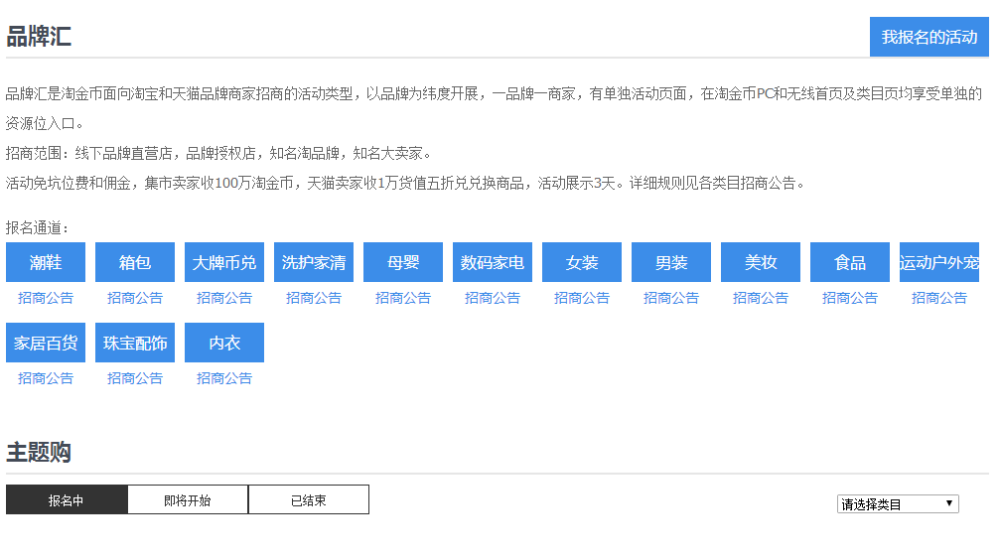 品牌汇
我报名的活动
品牌汇是淘金币面向淘宝和天猫品牌商家招商的活动类型，以品牌为纬度开展，一品牌一商家，有单独活动页面，在淘金币PC和无线首页及类目页均享受单独的
资源位入口。
招商范围：线下品牌直营店，品牌授权店，知名淘品牌，知名大卖家。
活动免坑位费和佣金，集市卖家收100万淘金币，天猫卖家收1万货值五折兑兑换商品，活动展示3天。详细规则见各类目招商公告。
报名通道：
潮鞋 箱包 大牌币兑 洗护家清 母婴 数码家电 女装 男装 美妆 食品 运动户外宠
招商公告 招商公告 招商公告 招商公告 招商公告 招商公告 招商公告 招商公告 招商公告 招商公告 招商公告
家居百货 珠宝配饰 内衣
招商公告 招商公告 招商公告
主题购
报名中 即将开始 已结束 请选择类目